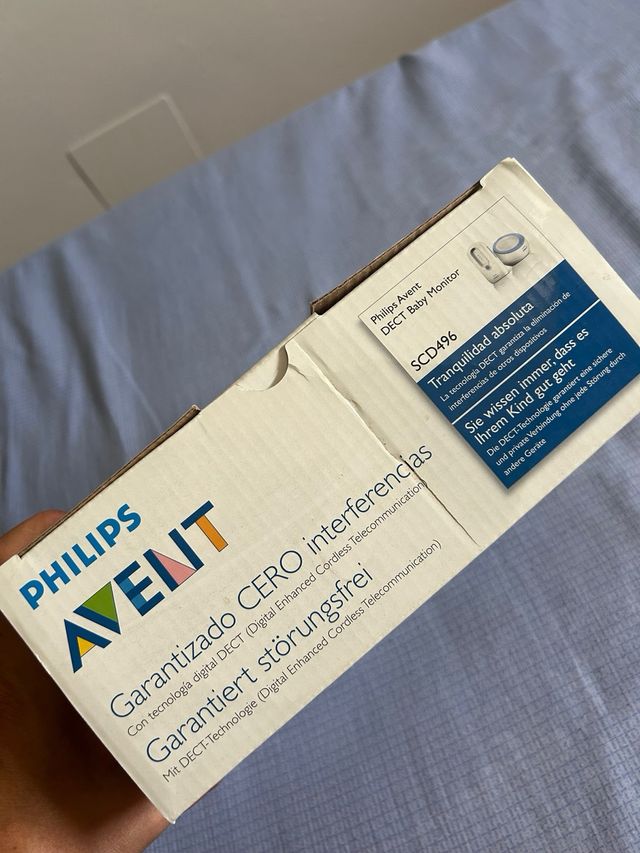 PHILIPS
AVENT
Garantizado CERO interferencias
Con tecnología digital DECT (Digital Enhanced Cordless Telecommunication)
Garantiert störungsfrei
Mit DECT-Technologie (Digital Enhanced Cordless Telecommunication)
Philips Avent
DECT Baby Monitor
SCD496
Tranquilidad absoluta
La tecnología DECT garantiza la eliminación de
interferencias de otros dispositivos
Sie wissen immer, dass es
Ihrem Kind gut geht
Die DECT-Technologie garantiert eine sichere
und private Verbindung ohne jede Störung durch
andere Geräte